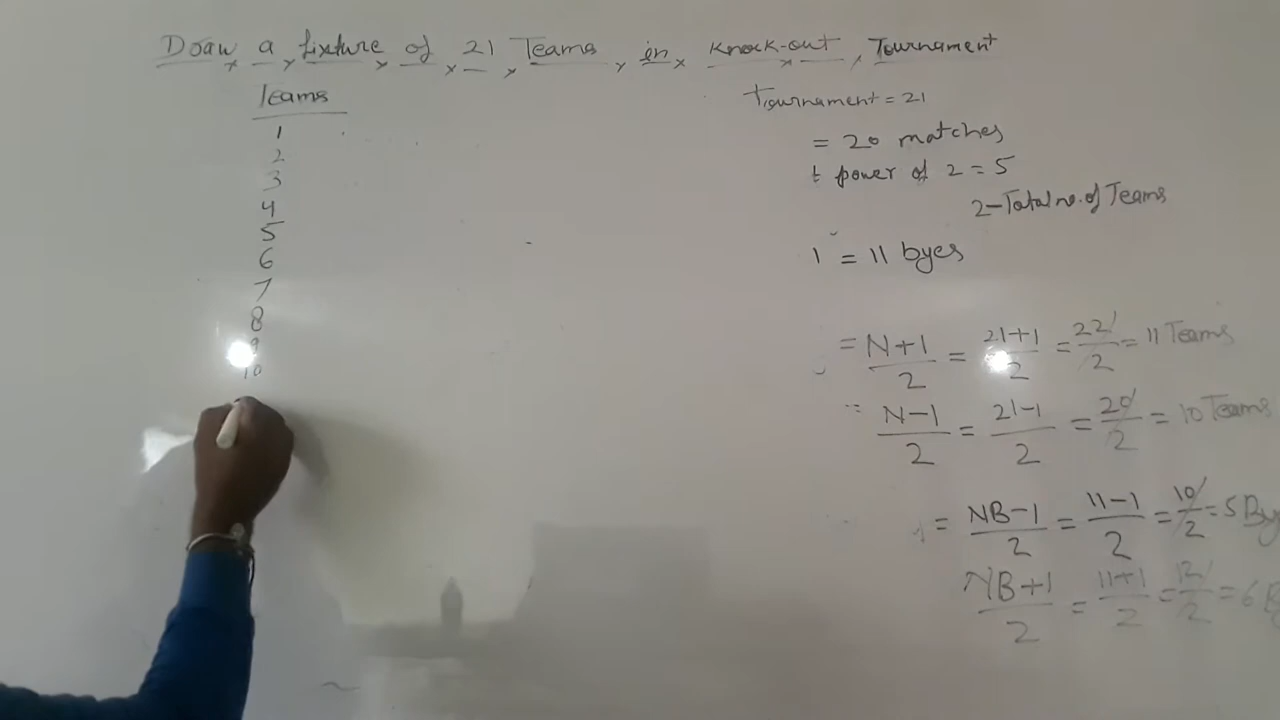 Draw a fixture of 21 Teams in Knock-out Tournament
Teams
1
2
3
4
5
6
7
8
9
10
Tournament = 21
= 20 matches
t power of 2 = 5
2-Total no. of Teams
1 = 11 byes
= N+1/2 = 21+1/2 = 22/2 = 11 Teams
= N-1/2 = 21-1/2 = 20/2 = 10 Teams
= NB-1/2 = 11-1/2 = 10/2 = 5 By
NB+1/2 = 11+1/2 = 12/2 = 6 B